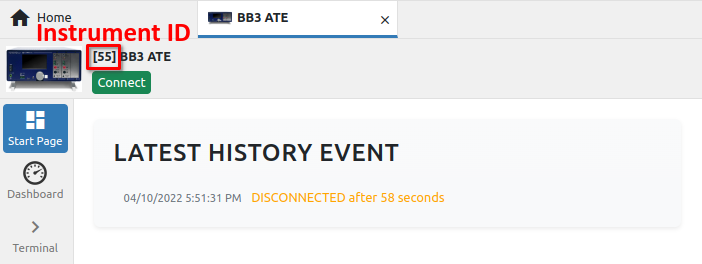 Home
BB3 ATE
Instrument ID
[55] BB3 ATE
Connect
Start Page
LATEST HISTORY EVENT
04/10/2022 5:51:31 PM DISCONNECTED after 58 seconds
Dashboard
Terminal